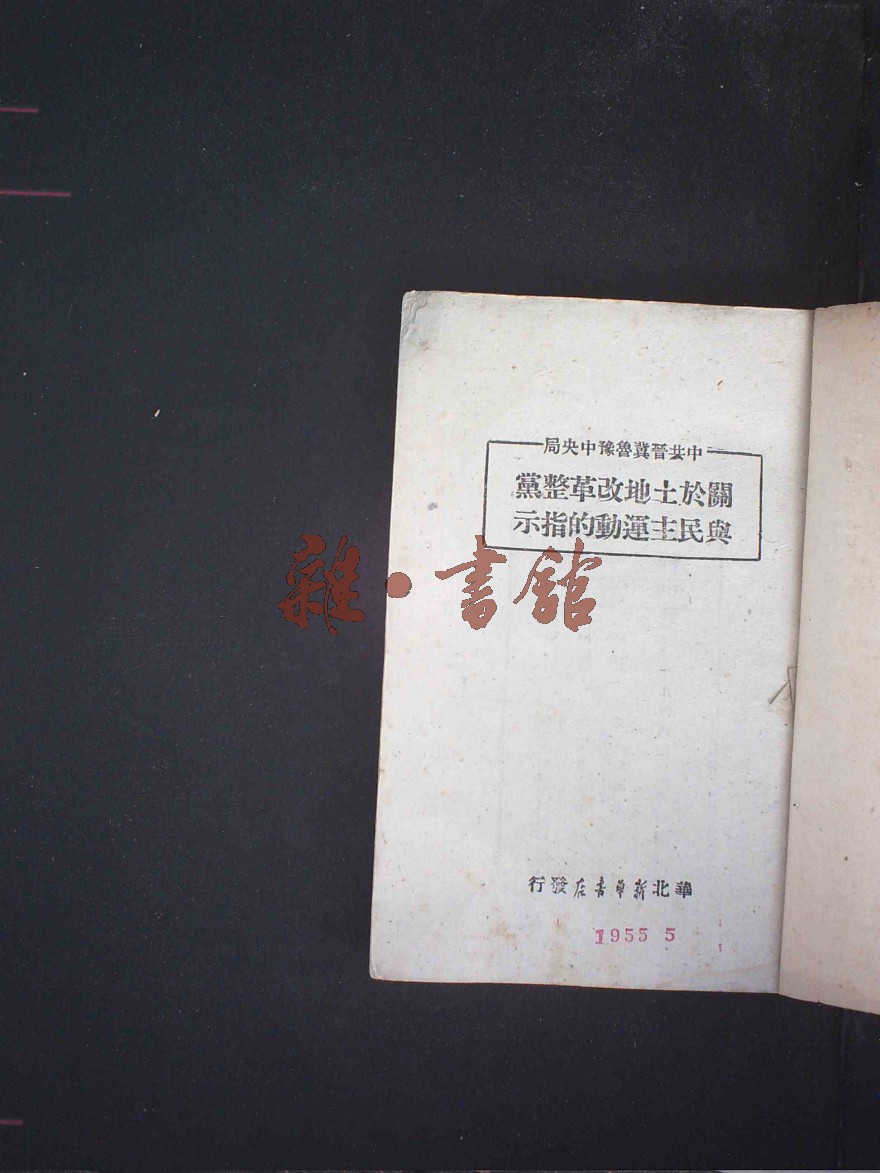 中共晉冀魯豫中央局
關於土地改革整黨
與民主運動的指示
雜·書館
華北新華書店發行
1955 5